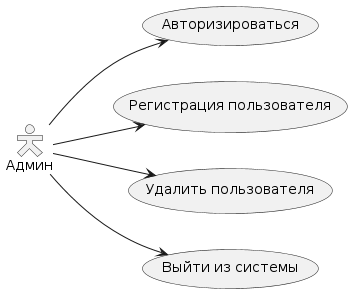 Авторизироваться
Регистрация пользователя
Админ
Удалить пользователя
Выйти из системы